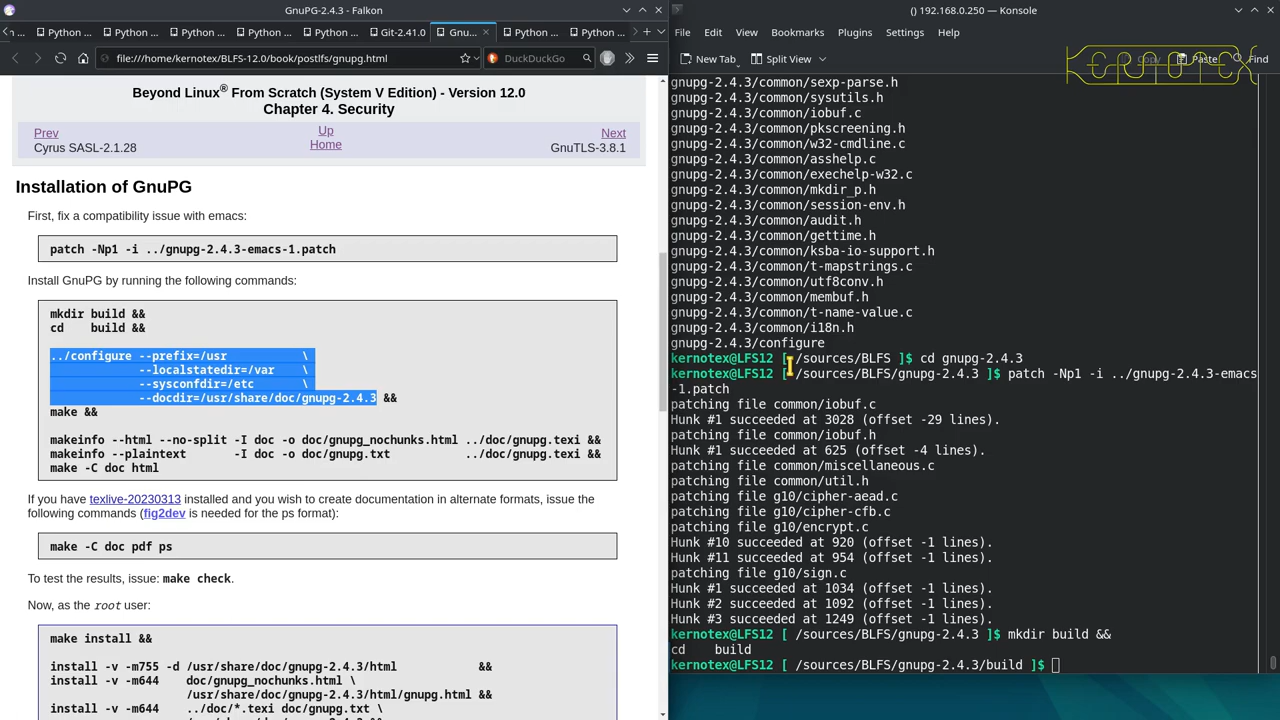 GnuPG-2.4.3 - Falkon
n ...
Python ...
Python ...
Python ...
Python ...
Python ...
Git-2.41.0
Gnu...
Python ...
Python ...
file:///home/kernotex/BLFS-12.0/book/postlfs/gnupg.html
DuckDuckGo
Beyond Linux® From Scratch (System V Edition) - Version 12.0
Chapter 4. Security
Prev
Up
Next
Cyrus SASL-2.1.28
Home
GnuTLS-3.8.1
Installation of GnuPG
First, fix a compatibility issue with emacs:
patch -Np1 -i ../gnupg-2.4.3-emacs-1.patch
Install GnuPG by running the following commands:
mkdir build &&
cd    build &&
../configure --prefix=/usr           \
             --localstatedir=/var    \
             --sysconfdir=/etc       \
             --docdir=/usr/share/doc/gnupg-2.4.3 &&
make &&
makeinfo --html --no-split -I doc -o doc/gnupg_nochunks.html ../doc/gnupg.texi &&
makeinfo --plaintext       -I doc -o doc/gnupg.txt           ../doc/gnupg.texi &&
make -C doc html
If you have texlive-20230313 installed and you wish to create documentation in alternate formats, issue the
following commands (fig2dev is needed for the ps format):
make -C doc pdf ps
To test the results, issue: make check.
Now, as the root user:
make install &&
install -v -m755 -d /usr/share/doc/gnupg-2.4.3/html            &&
install -v -m644    doc/gnupg_nochunks.html \
                    /usr/share/doc/gnupg-2.4.3/html/gnupg.html &&
install -v -m644    ../doc/*.texi doc/gnupg.txt \
() 192.168.0.250 — Konsole
File
Edit
View
Bookmarks
Plugins
Settings
Help
New Tab
Split View
Copy
Paste
Find
KERNOTEX
gnupg-2.4.3/common/sexp-parse.h
gnupg-2.4.3/common/sysutils.h
gnupg-2.4.3/common/iobuf.c
gnupg-2.4.3/common/pkscreening.h
gnupg-2.4.3/common/w32-cmdline.c
gnupg-2.4.3/common/asshelp.c
gnupg-2.4.3/common/exechelp-w32.c
gnupg-2.4.3/common/mkdir_p.h
gnupg-2.4.3/common/session-env.h
gnupg-2.4.3/common/audit.h
gnupg-2.4.3/common/gettime.h
gnupg-2.4.3/common/ksba-io-support.h
gnupg-2.4.3/common/t-mapstrings.c
gnupg-2.4.3/common/utf8conv.h
gnupg-2.4.3/common/membuf.h
gnupg-2.4.3/common/t-name-value.c
gnupg-2.4.3/common/i18n.h
gnupg-2.4.3/configure
kernotex@LFS12 [ /sources/BLFS ]$ cd gnupg-2.4.3
kernotex@LFS12 [ /sources/BLFS/gnupg-2.4.3 ]$ patch -Np1 -i ../gnupg-2.4.3-emacs
-1.patch
patching file common/iobuf.c
Hunk #1 succeeded at 3028 (offset -29 lines).
patching file common/iobuf.h
Hunk #1 succeeded at 625 (offset -4 lines).
patching file common/miscellaneous.c
patching file common/util.h
patching file g10/cipher-aead.c
patching file g10/cipher-cfb.c
patching file g10/encrypt.c
Hunk #10 succeeded at 920 (offset -1 lines).
Hunk #11 succeeded at 954 (offset -1 lines).
patching file g10/sign.c
Hunk #1 succeeded at 1034 (offset -1 lines).
Hunk #2 succeeded at 1092 (offset -1 lines).
Hunk #3 succeeded at 1249 (offset -1 lines).
kernotex@LFS12 [ /sources/BLFS/gnupg-2.4.3 ]$ mkdir build &&
cd    build
kernotex@LFS12 [ /sources/BLFS/gnupg-2.4.3/build ]$